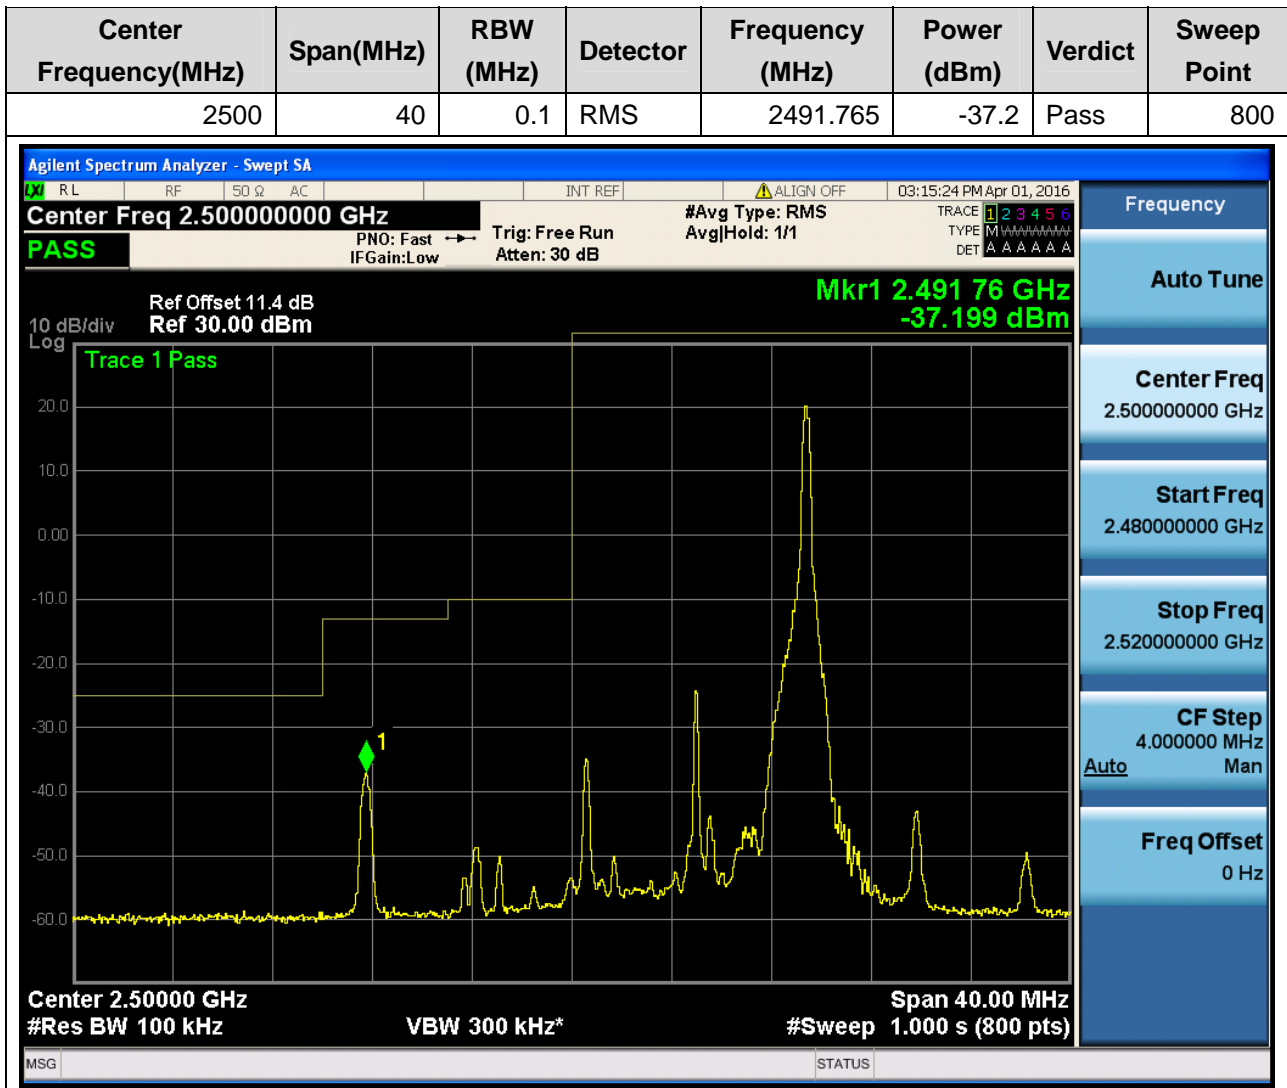 Center Frequency(MHz) Span(MHz) RBW (MHz) Detector Frequency (MHz) Power (dBm) Verdict Sweep Point
2500 40 0.1 RMS 2491.765 -37.2 Pass 800
Agilent Spectrum Analyzer - Swept SA
LXI RL RF 50 Ω AC INT REF ALIGN OFF 03:15:24 PM Apr 01, 2016
Center Freq 2.500000000 GHz
PASS
PNO: Fast
IFGain:Low
Trig: Free Run
Atten: 30 dB
#Avg Type: RMS
Avg|Hold: 1/1
TRACE 1 2 3 4 5 6
TYPE M WWWWW
DET A A A A A A
Mkr1 2.491 76 GHz
-37.199 dBm
Ref Offset 11.4 dB
10 dB/div Ref 30.00 dBm
Log
Trace 1 Pass
20.0
10.0
0.00
-10.0
-20.0
-30.0
-40.0
-50.0
-60.0
1
Center 2.50000 GHz Span 40.00 MHz
#Res BW 100 kHz VBW 300 kHz* #Sweep 1.000 s (800 pts)
MSG STATUS
Frequency
Auto Tune
Center Freq
2.500000000 GHz
Start Freq
2.480000000 GHz
Stop Freq
2.520000000 GHz
CF Step
4.000000 MHz
Auto Man
Freq Offset
0 Hz